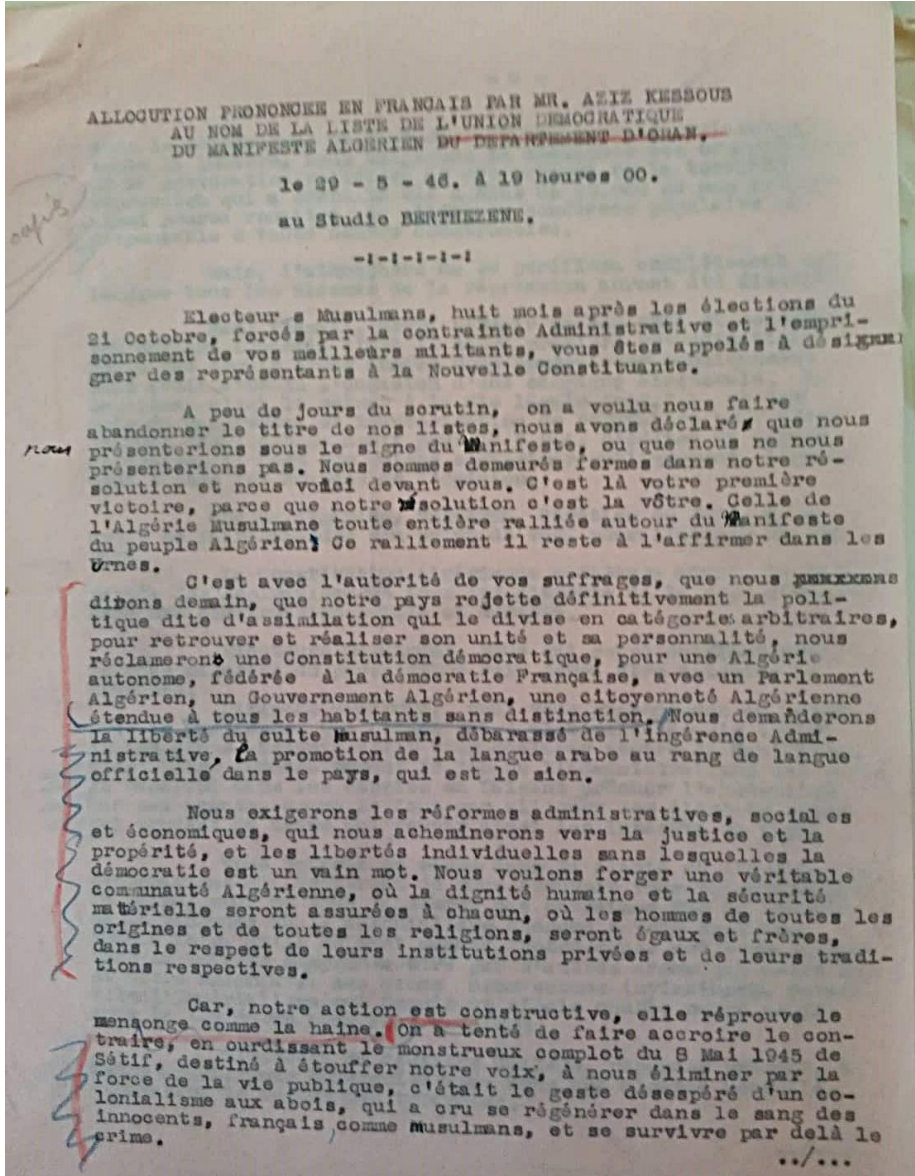 ALLOCUTION PRONONCEE EN FRANCAIS PAR MR. AZIZ KESSOUS
AU NOM DE LA LISTE DE L'UNION DEMOCRATIQUE
DU MANIFESTE ALGERIEN DU DEPARTEMENT D'ORAN.
le 29 - 5 - 46. à 19 heures 00.
au Studio BERTHEZENE.
-:-:-:-:-:
copié
Electeur s Musulmans, huit mois après les élections du
21 Octobre, forcés par la contrainte Administrative et l'empri-
sonnement de vos meilleurs militants, vous êtes appelés à désigner
gner des représentants à la Nouvelle Constituante.
A peu de jours du scrutin, on a voulu nous faire
abandonner le titre de nos listes, nous avons déclaré que nous
nous présenterions sous le signe du Manifeste, ou que nous ne nous
présenterions pas. Nous sommes demeurés fermes dans notre ré-
solution et nous voici devant vous. C'est là votre première
victoire, parce que notre résolution c'est la vôtre. Celle de
l'Algérie Musulmane toute entière ralliée autour du Manifeste
du peuple Algérien. Ce ralliement il reste à l'affirmer dans les
Urnes.
C'est avec l'autorité de vos suffrages, que nous
dirons demain, que notre pays rejette définitivement la poli-
tique dite d'assimilation qui le divise en catégories arbitraires,
pour retrouver et réaliser son unité et sa personnalité, nous
réclamerons une Constitution démocratique, pour une Algérie
autonome, fédérée à la démocratie Française, avec un Parlement
Algérien, un Gouvernement Algérien, une citoyenneté Algérienne
étendue à tous les habitants sans distinction. Nous demanderons
la liberté du culte musulman, débarassé de l'ingérence Admi-
nistrative, la promotion de la langue arabe au rang de langue
officielle dans le pays, qui est le sien.
Nous exigerons les réformes administratives, social es
et économiques, qui nous acheminerons vers la justice et la
propérité, et les libertés individuelles sans lesquelles la
démocratie est un vain mot. Nous voulons forger une véritable
communauté Algérienne, où la dignité humaine et la sécurité
matérielle seront assurées à chacun, où les hommes de toutes les
origines et de toutes les religions, seront égaux et frères,
dans le respect de leurs institutions privées et de leurs tradi-
tions respectives.
Car, notre action est constructive, elle réprouve le
mensonge comme la haine. On a tenté de faire accroire le con-
traire, en ourdissant le monstrueux complot du 8 Mai 1945 de
Sétif, destiné à étouffer notre voix, à nous éliminer par la
force de la vie publique, c'était le geste désespéré d'un co-
lonialisme aux abois, qui a cru se régénérer dans le sang des
innocents, français, comme musulmans, et se survivre par delà le
crime.
../...